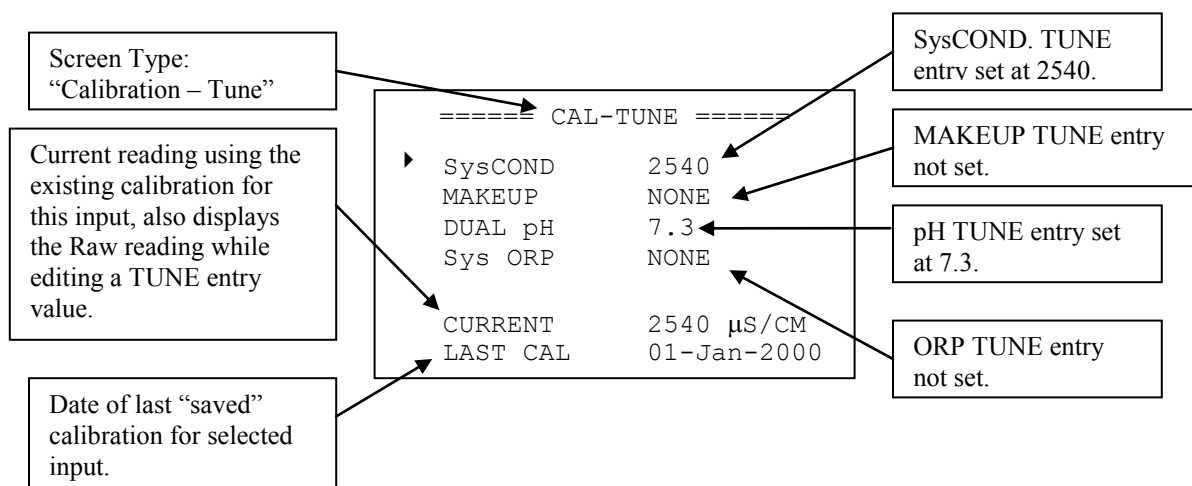 Screen Type:
“Calibration – Tune”
Current reading using the
existing calibration for
this input, also displays
the Raw reading while
editing a TUNE entry
value.
Date of last “saved”
calibration for selected
input.
====== CAL-TUNE ======
SysCOND 2540
MAKEUP NONE
DUAL pH 7.3
Sys ORP NONE
CURRENT 2540 µS/CM
LAST CAL 01-Jan-2000
SysCOND. TUNE
entry set at 2540.
MAKEUP TUNE entry
not set.
pH TUNE entry set
at 7.3.
ORP TUNE entry
not set.